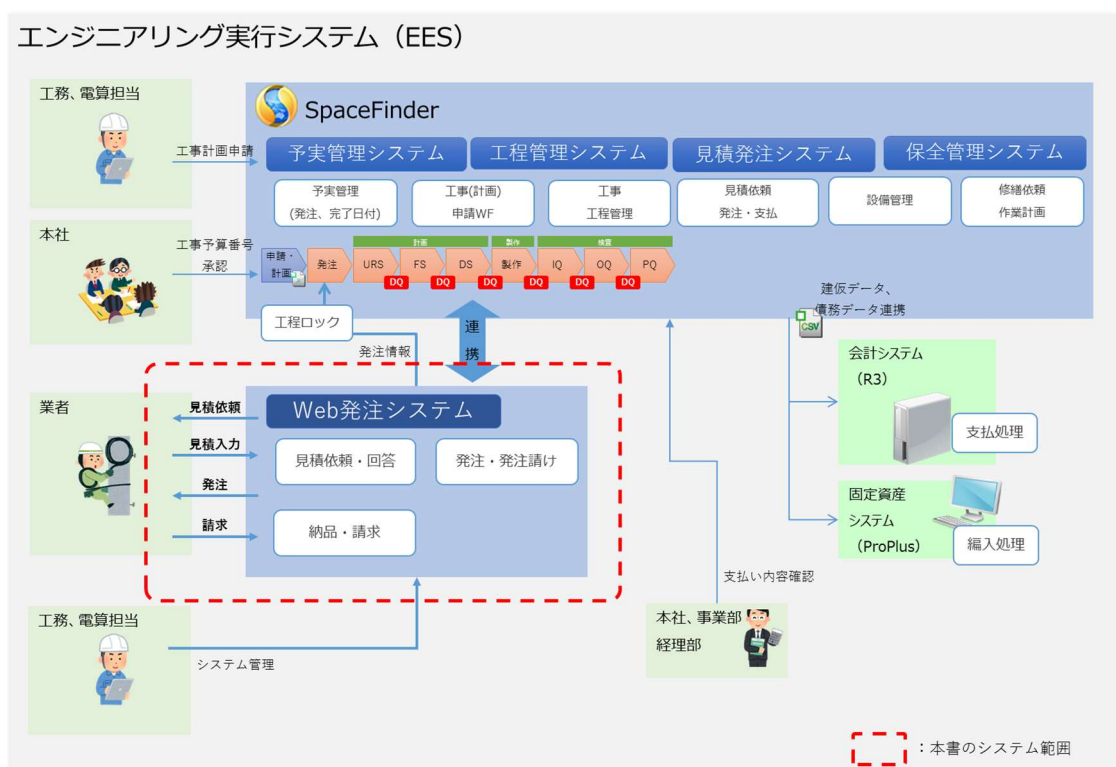 エンジニアリング実行システム（EES）
工務、電算担当
工事計画申請
SpaceFinder
予実管理システム
工程管理システム
見積発注システム
保全管理システム
予実管理
(発注、完了日付)
工事(計画)
申請WF
工事
工程管理
見積依頼
発注・支払
設備管理
修繕依頼
作業計画
本社
工事予算番号
承認
計画
製作
検査
申請・
計画
発注
URS
FS
DS
製作
IQ
OQ
PQ
DQ
DQ
DQ
DQ
DQ
DQ
工程ロック
発注情報
連
携
建仮データ、
債務データ連携
CSV
会計システム
（R3）
支払処理
固定資産
システム
（ProPlus）
編入処理
業者
見積依頼
見積入力
発注
請求
Web発注システム
見積依頼・回答
発注・発注請け
納品・請求
支払い内容確認
本社、事業部
経理部
工務、電算担当
システム管理
：本書のシステム範囲